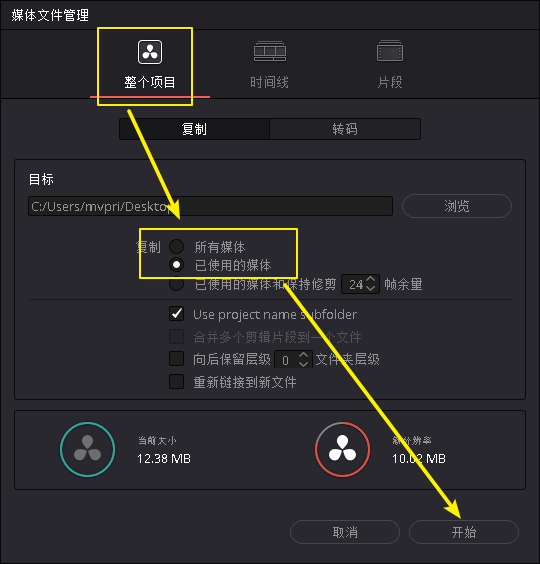 媒体文件管理
整个项目 时间线 片段
复制 转码
目标
C:/Users/mvpri/Desktop 浏览
复制 所有媒体
已使用的媒体
已使用的媒体和保持修剪 24 帧余量
Use project name subfolder
合并多个剪辑片段到一个文件
向后保留层级 0 文件夹层级
重新链接到新文件
当前大小
12.38 MB
辨率
10.02 MB
取消 开始